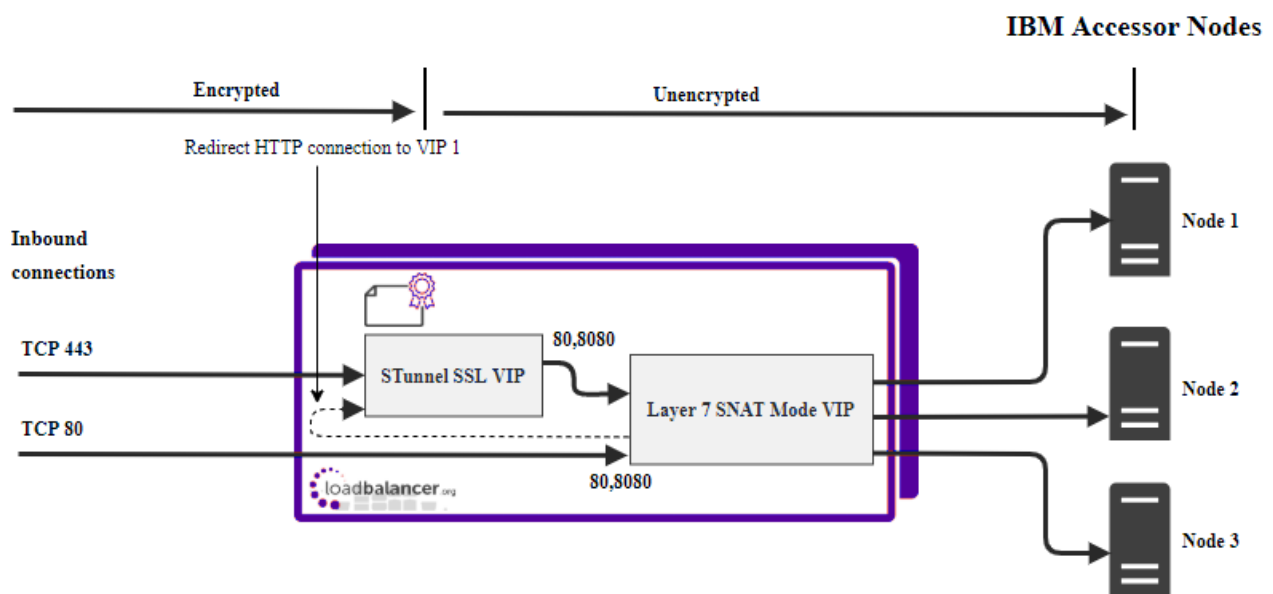 IBM Accessor Nodes
Encrypted
Unencrypted
Redirect HTTP connection to VIP 1
Inbound
connections
Node 1
TCP 443
80,8080
STunnel SSL VIP
Layer 7 SNAT Mode VIP
Node 2
TCP 80
80,8080
loadbalancer.org
Node 3